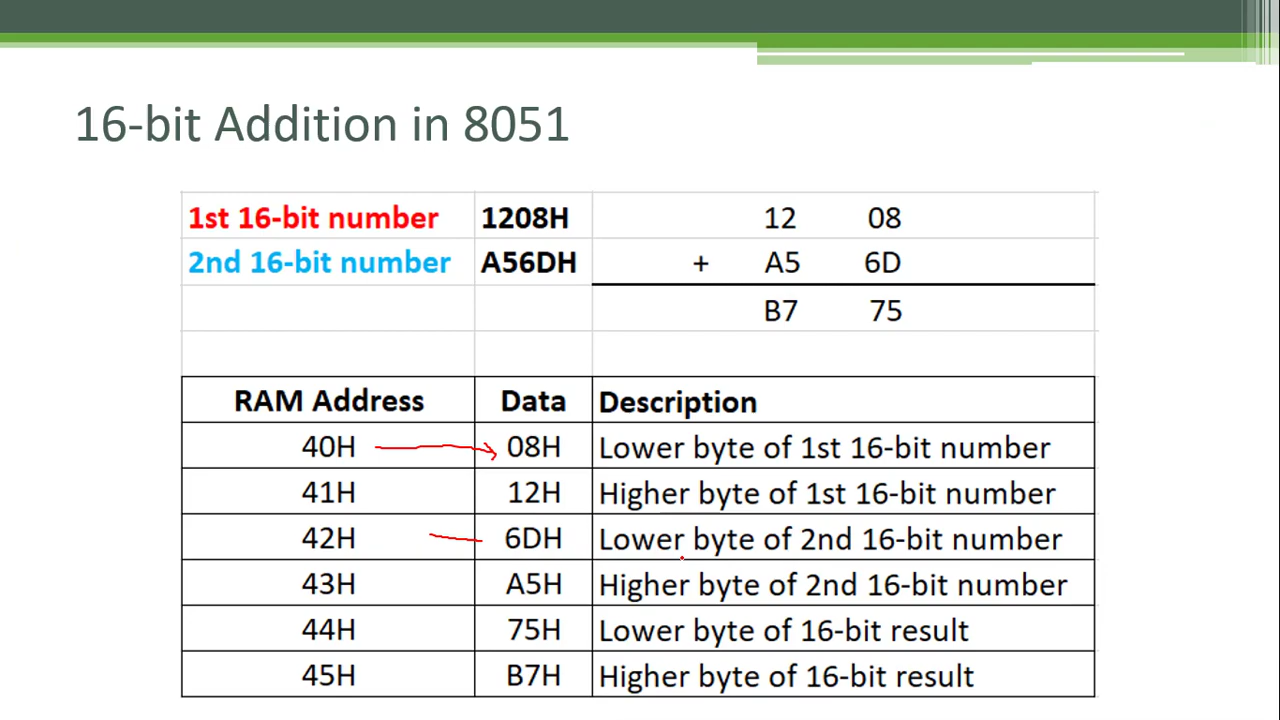 16-bit Addition in 8051
1st 16-bit number 1208H 12 08
2nd 16-bit number A56DH + A5 6D
B7 75
RAM Address Data Description
40H 08H Lower byte of 1st 16-bit number
41H 12H Higher byte of 1st 16-bit number
42H 6DH Lower byte of 2nd 16-bit number
43H A5H Higher byte of 2nd 16-bit number
44H 75H Lower byte of 16-bit result
45H B7H Higher byte of 16-bit result